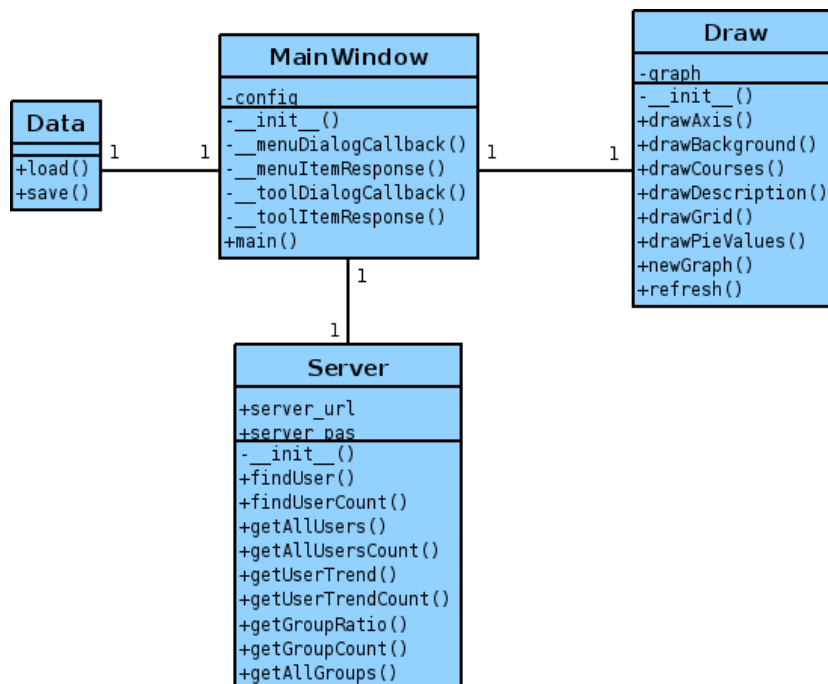 MainWindow
-config
-__init__()
-__menuDialogCallback()
-__menuItemResponse()
-__toolDialogCallback()
-__toolItemResponse()
+main()
Draw
-graph
-__init__()
+drawAxis()
+drawBackground()
+drawCourses()
+drawDescription()
+drawGrid()
+drawPieValues()
+newGraph()
+refresh()
Data
+load()
+save()
1
1
1
1
1
1
Server
+server_url
+server_pas
-__init__()
+findUser()
+findUserCount()
+getAllUsers()
+getAllUsersCount()
+getUserTrend()
+getUserTrendCount()
+getGroupRatio()
+getGroupCount()
+getAllGroups()